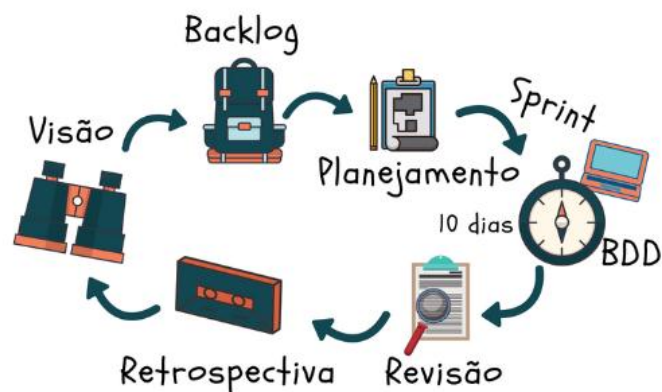 Backlog
Visão
Planejamento
Sprint
10 dias
BDD
Revisão
Retrospectiva